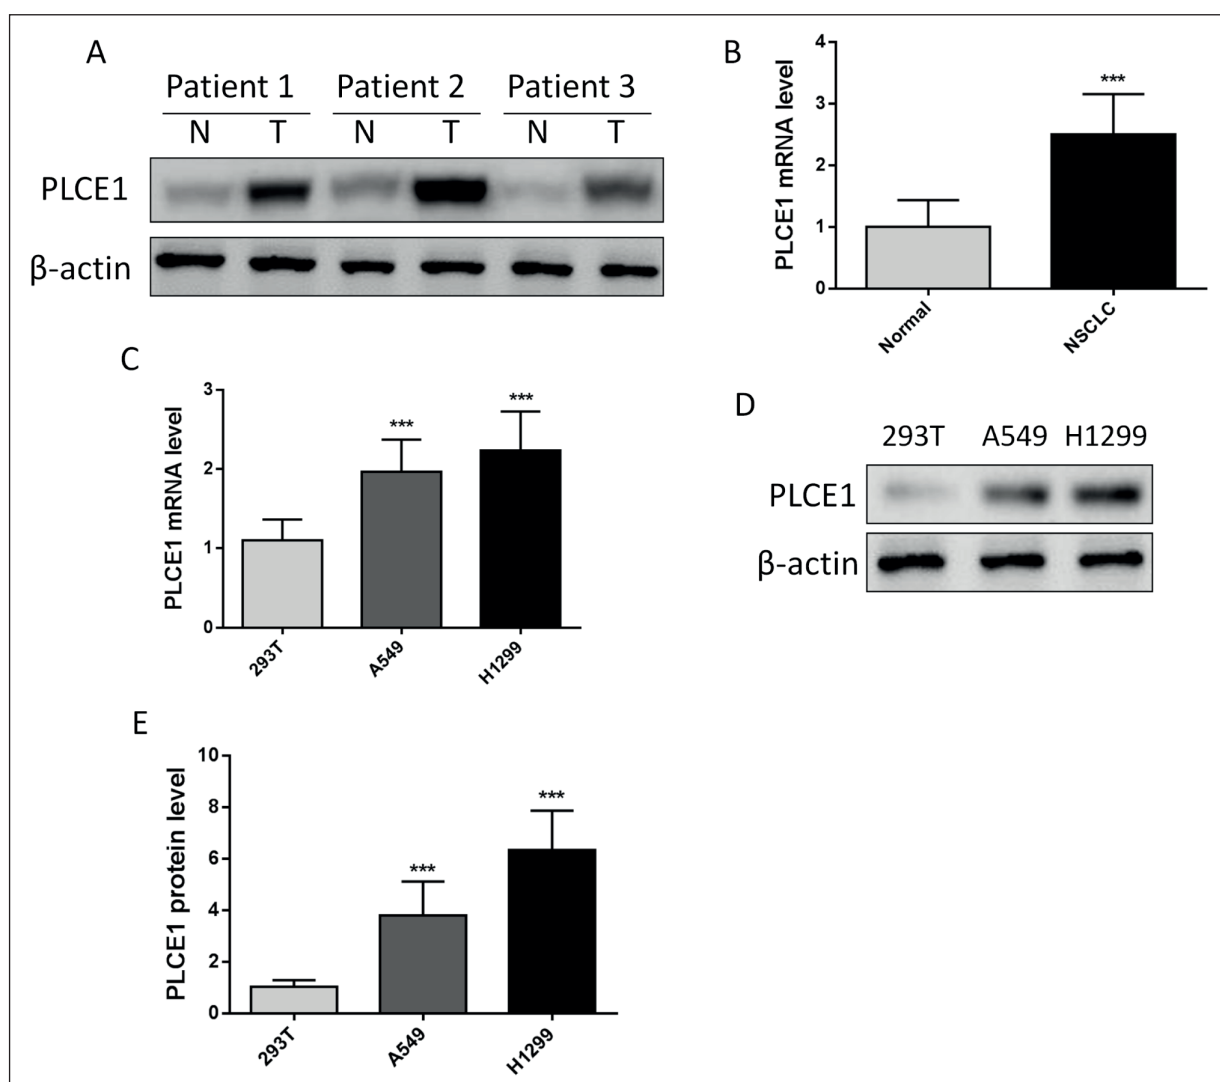 A
Patient 1 Patient 2 Patient 3
N T N T N T
PLCE1
β-actin
B
PLCE1 mRNA level
4
3
2
1
0
***
Normal
NSCLC
C
PLCE1 mRNA level
3
2
1
0
***
***
293T
A549
H1299
D
293T A549 H1299
PLCE1
β-actin
E
PLCE1 protein level
10
8
6
4
2
0
***
***
293T
A549
H1299